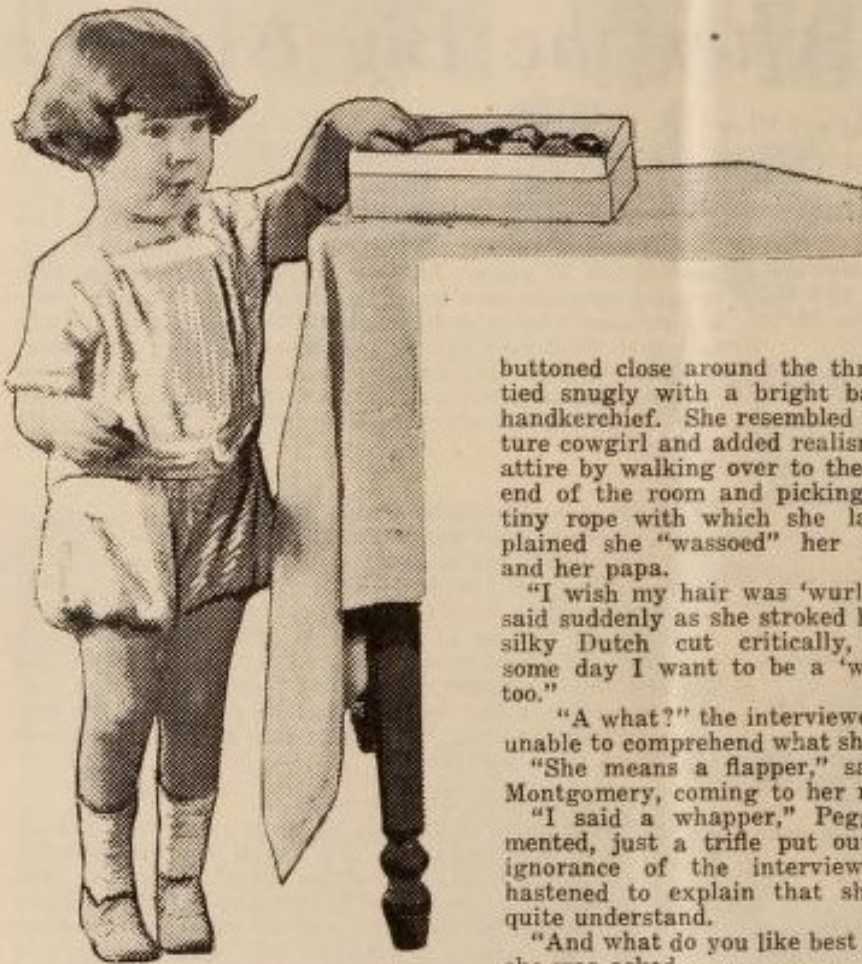 buttoned close around the thr
tied snugly with a bright ba
handkerchief. She resembled
ture cowgirl and added realis
attire by walking over to the
end of the room and picking
tiny rope with which she la
plained she “wassoed” her
and her papa.
“I wish my hair was ‘wurl
said suddenly as she stroked h
silky Dutch cut critically,
some day I want to be a ‘w
too.”
“A what?” the interviewe
unable to comprehend what sh
“She means a flapper,” sa
Montgomery, coming to her r
“I said a whapper,” Pegg
mented, just a trifle put ou
ignorance of the interview
hastened to explain that sh
quite understand.
“And what do you like best
she was asked